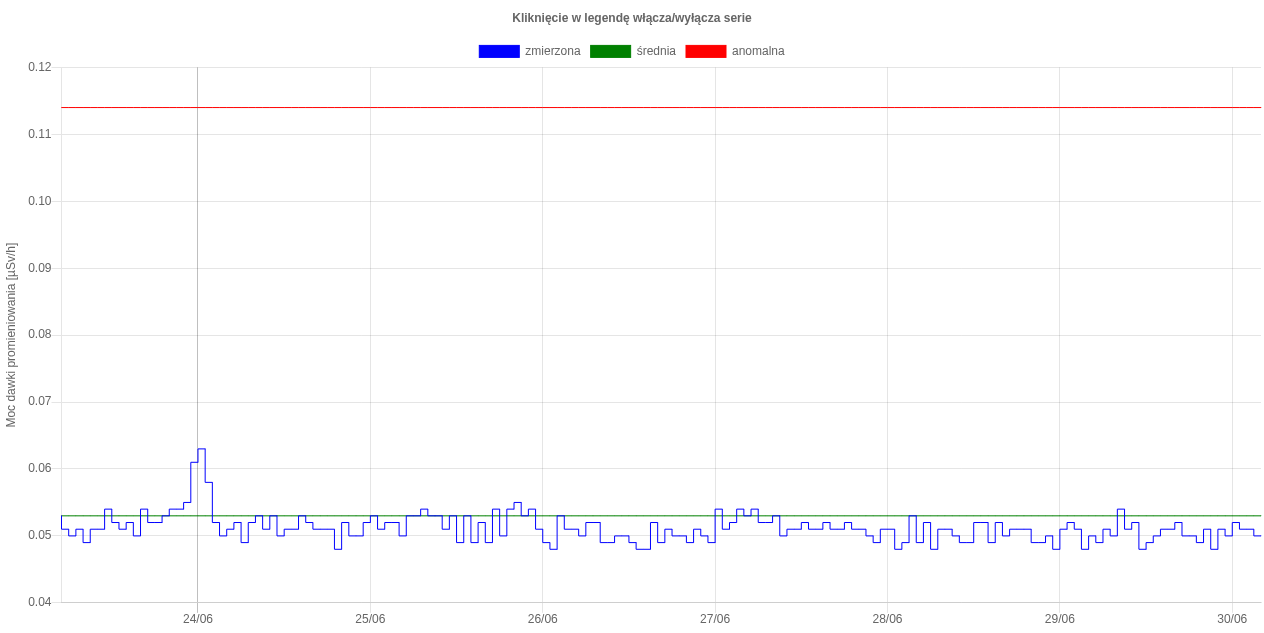 Kliknięcie w legendę włącza/wyłącza serie
zmierzona średnia anomalna
Moc dawki promieniowania [µSv/h]
0.12
0.11
0.10
0.09
0.08
0.07
0.06
0.05
0.04
24/06 25/06 26/06 27/06 28/06 29/06 30/06